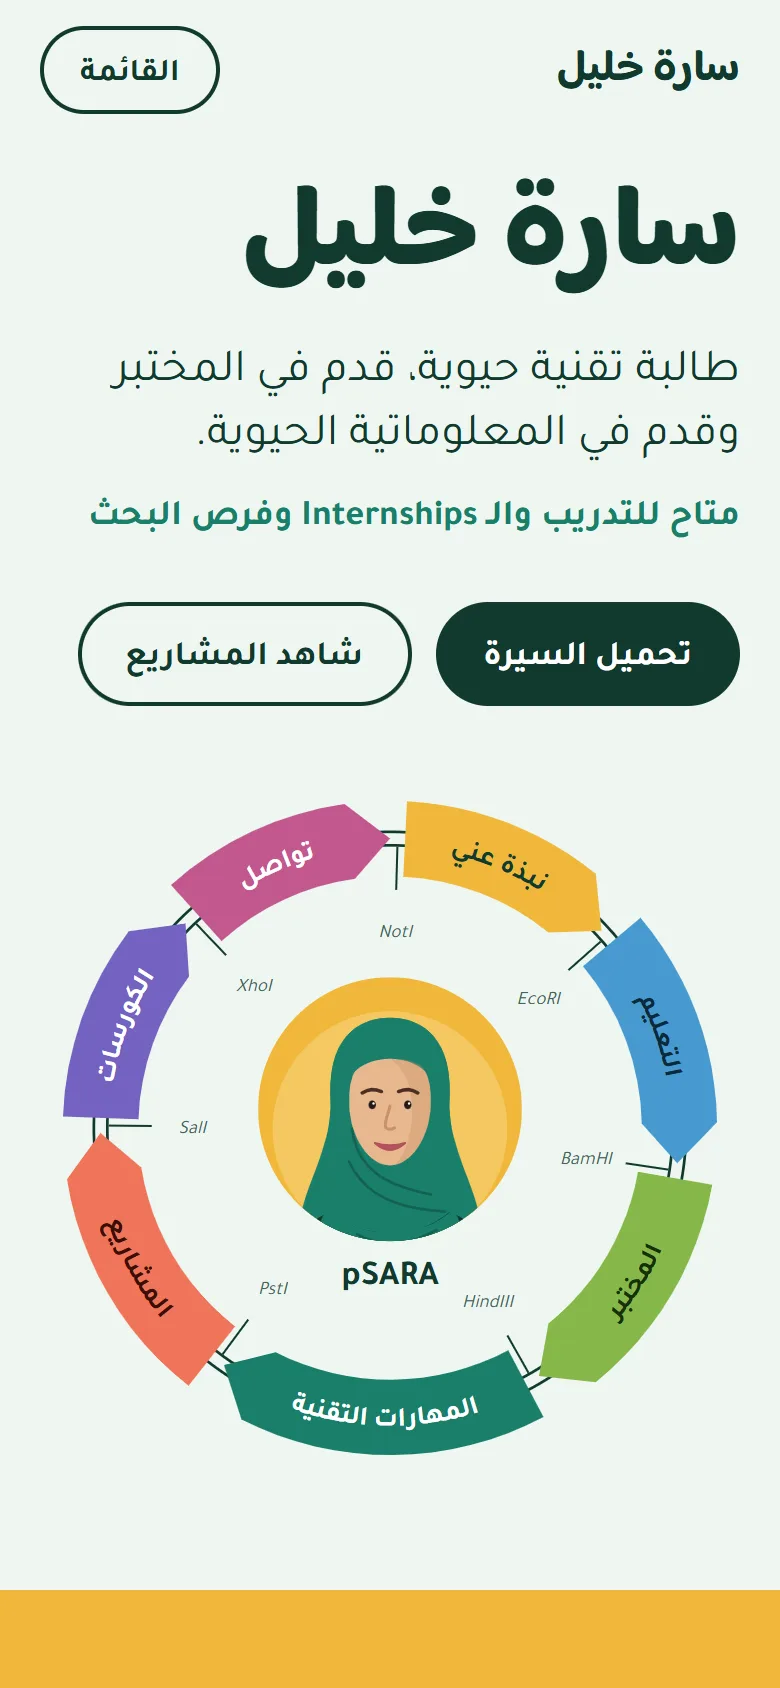 سارة خليل
القائمة
سارة خليل
طالبة تقنية حيوية، قدم في المختبر
وقدم في المعلوماتية الحيوية.
متاح للتدريب والـ Internships وفرص البحث
تحميل السيرة
شاهد المشاريع
نبذة عني
تواصل
NotI
XhoI
EcoRI
التعليم
الكورسات
SalI
BamHI
المختبر
المشاريع
pSARA
PstI
HindIII
المهارات التقنية